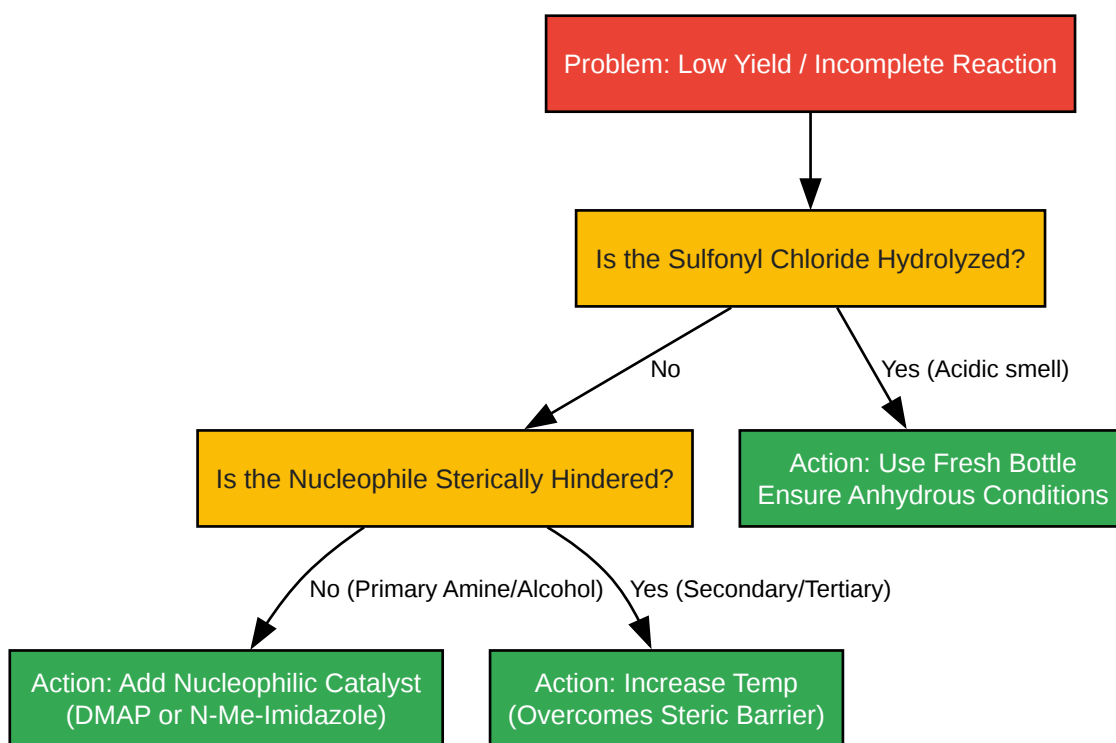 Problem: Low Yield / Incomplete Reaction
Is the Sulfonyl Chloride Hydrolyzed?
No
Yes (Acidic smell)
Is the Nucleophile Sterically Hindered?
Action: Use Fresh Bottle
Ensure Anhydrous Conditions
No (Primary Amine/Alcohol)
Yes (Secondary/Tertiary)
Action: Add Nucleophilic Catalyst
(DMAP or N-Me-Imidazole)
Action: Increase Temp
(Overcomes Steric Barrier)